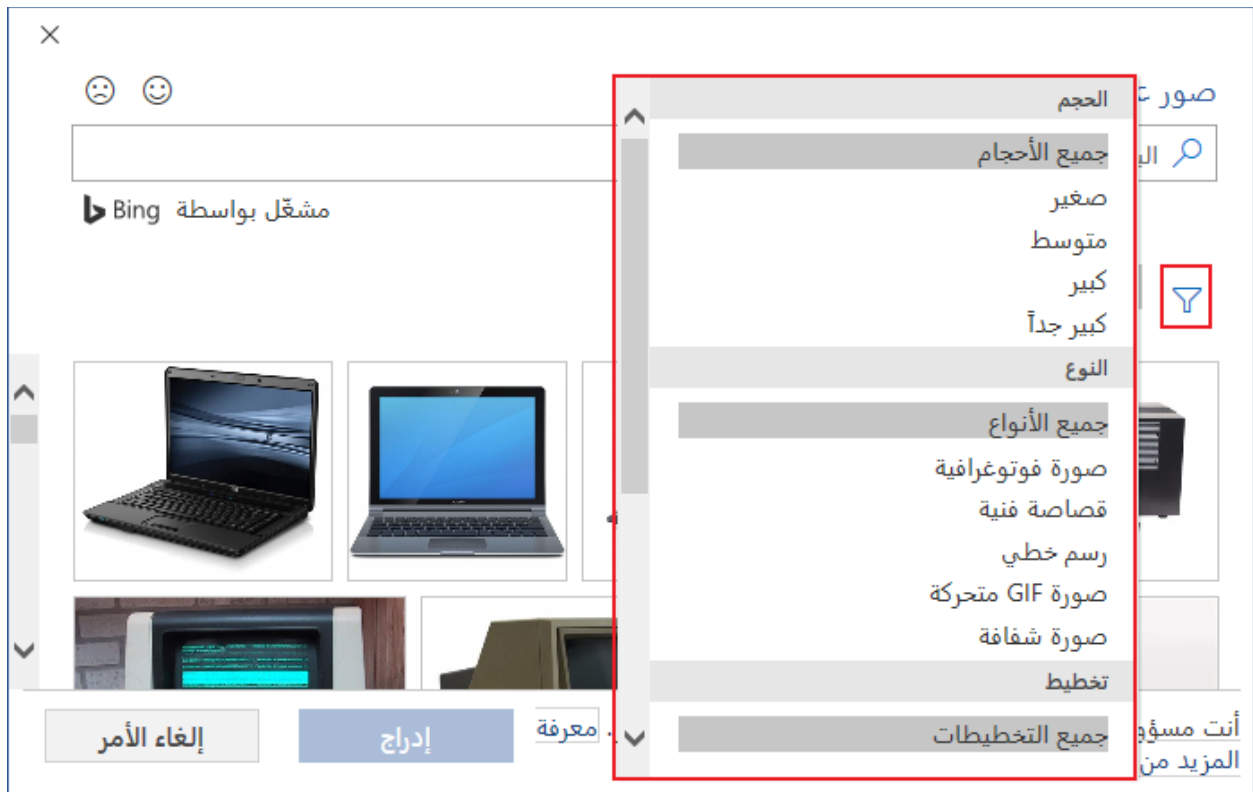 صور
مشغّل بواسطة Bing
الحجم
جميع الأحجام
صغير
متوسط
كبير
كبير جداً
النوع
جميع الأنواع
صورة فوتوغرافية
قصاصة فنية
رسم خطي
صورة GIF متحركة
صورة شفافة
تخطيط
جميع التخطيطات
أنت
معرفة
المزيد من
إدراج
إلغاء الأمر